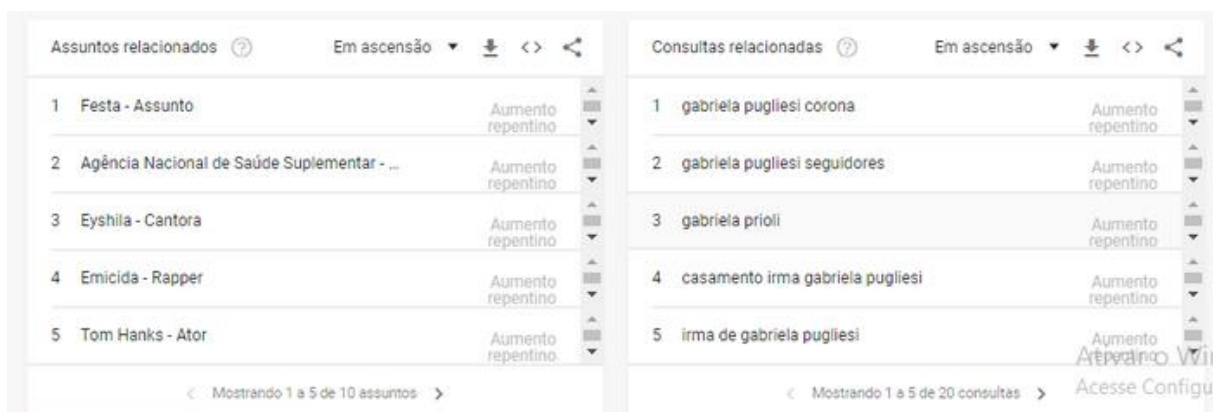 Assuntos relacionados ? Em ascensão
1 Festa - Assunto Aumento repentino
2 Agência Nacional de Saúde Suplementar - ... Aumento repentino
3 Eyshila - Cantora Aumento repentino
4 Emicida - Rapper Aumento repentino
5 Tom Hanks - Ator Aumento repentino
Mostrando 1 a 5 de 10 assuntos
Consultas relacionadas ? Em ascensão
1 gabriela pugliesi corona Aumento repentino
2 gabriela pugliesi seguidores Aumento repentino
3 gabriela prioli Aumento repentino
4 casamento irma gabriela pugliesi Aumento repentino
5 irma de gabriela pugliesi Aumento repentino
Mostrando 1 a 5 de 20 consultas
Ativar o Win
Acesse Configu